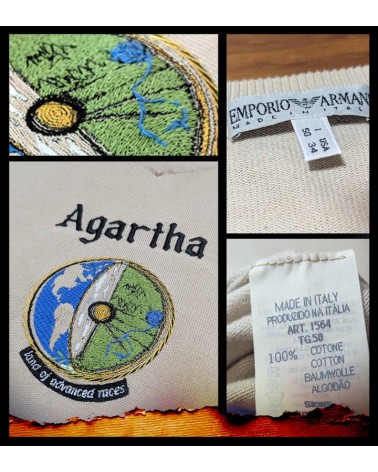 EMPORIO ARMANI
MADE IN ITALY
I USA
50 34
Agartha
land of advanced races
MADE IN ITALY
PRODUZIDO NA ITÁLIA
ART. 1564
TG.50
100% COTONE
COTTON
BAUMWOLLE
ALGODÃO